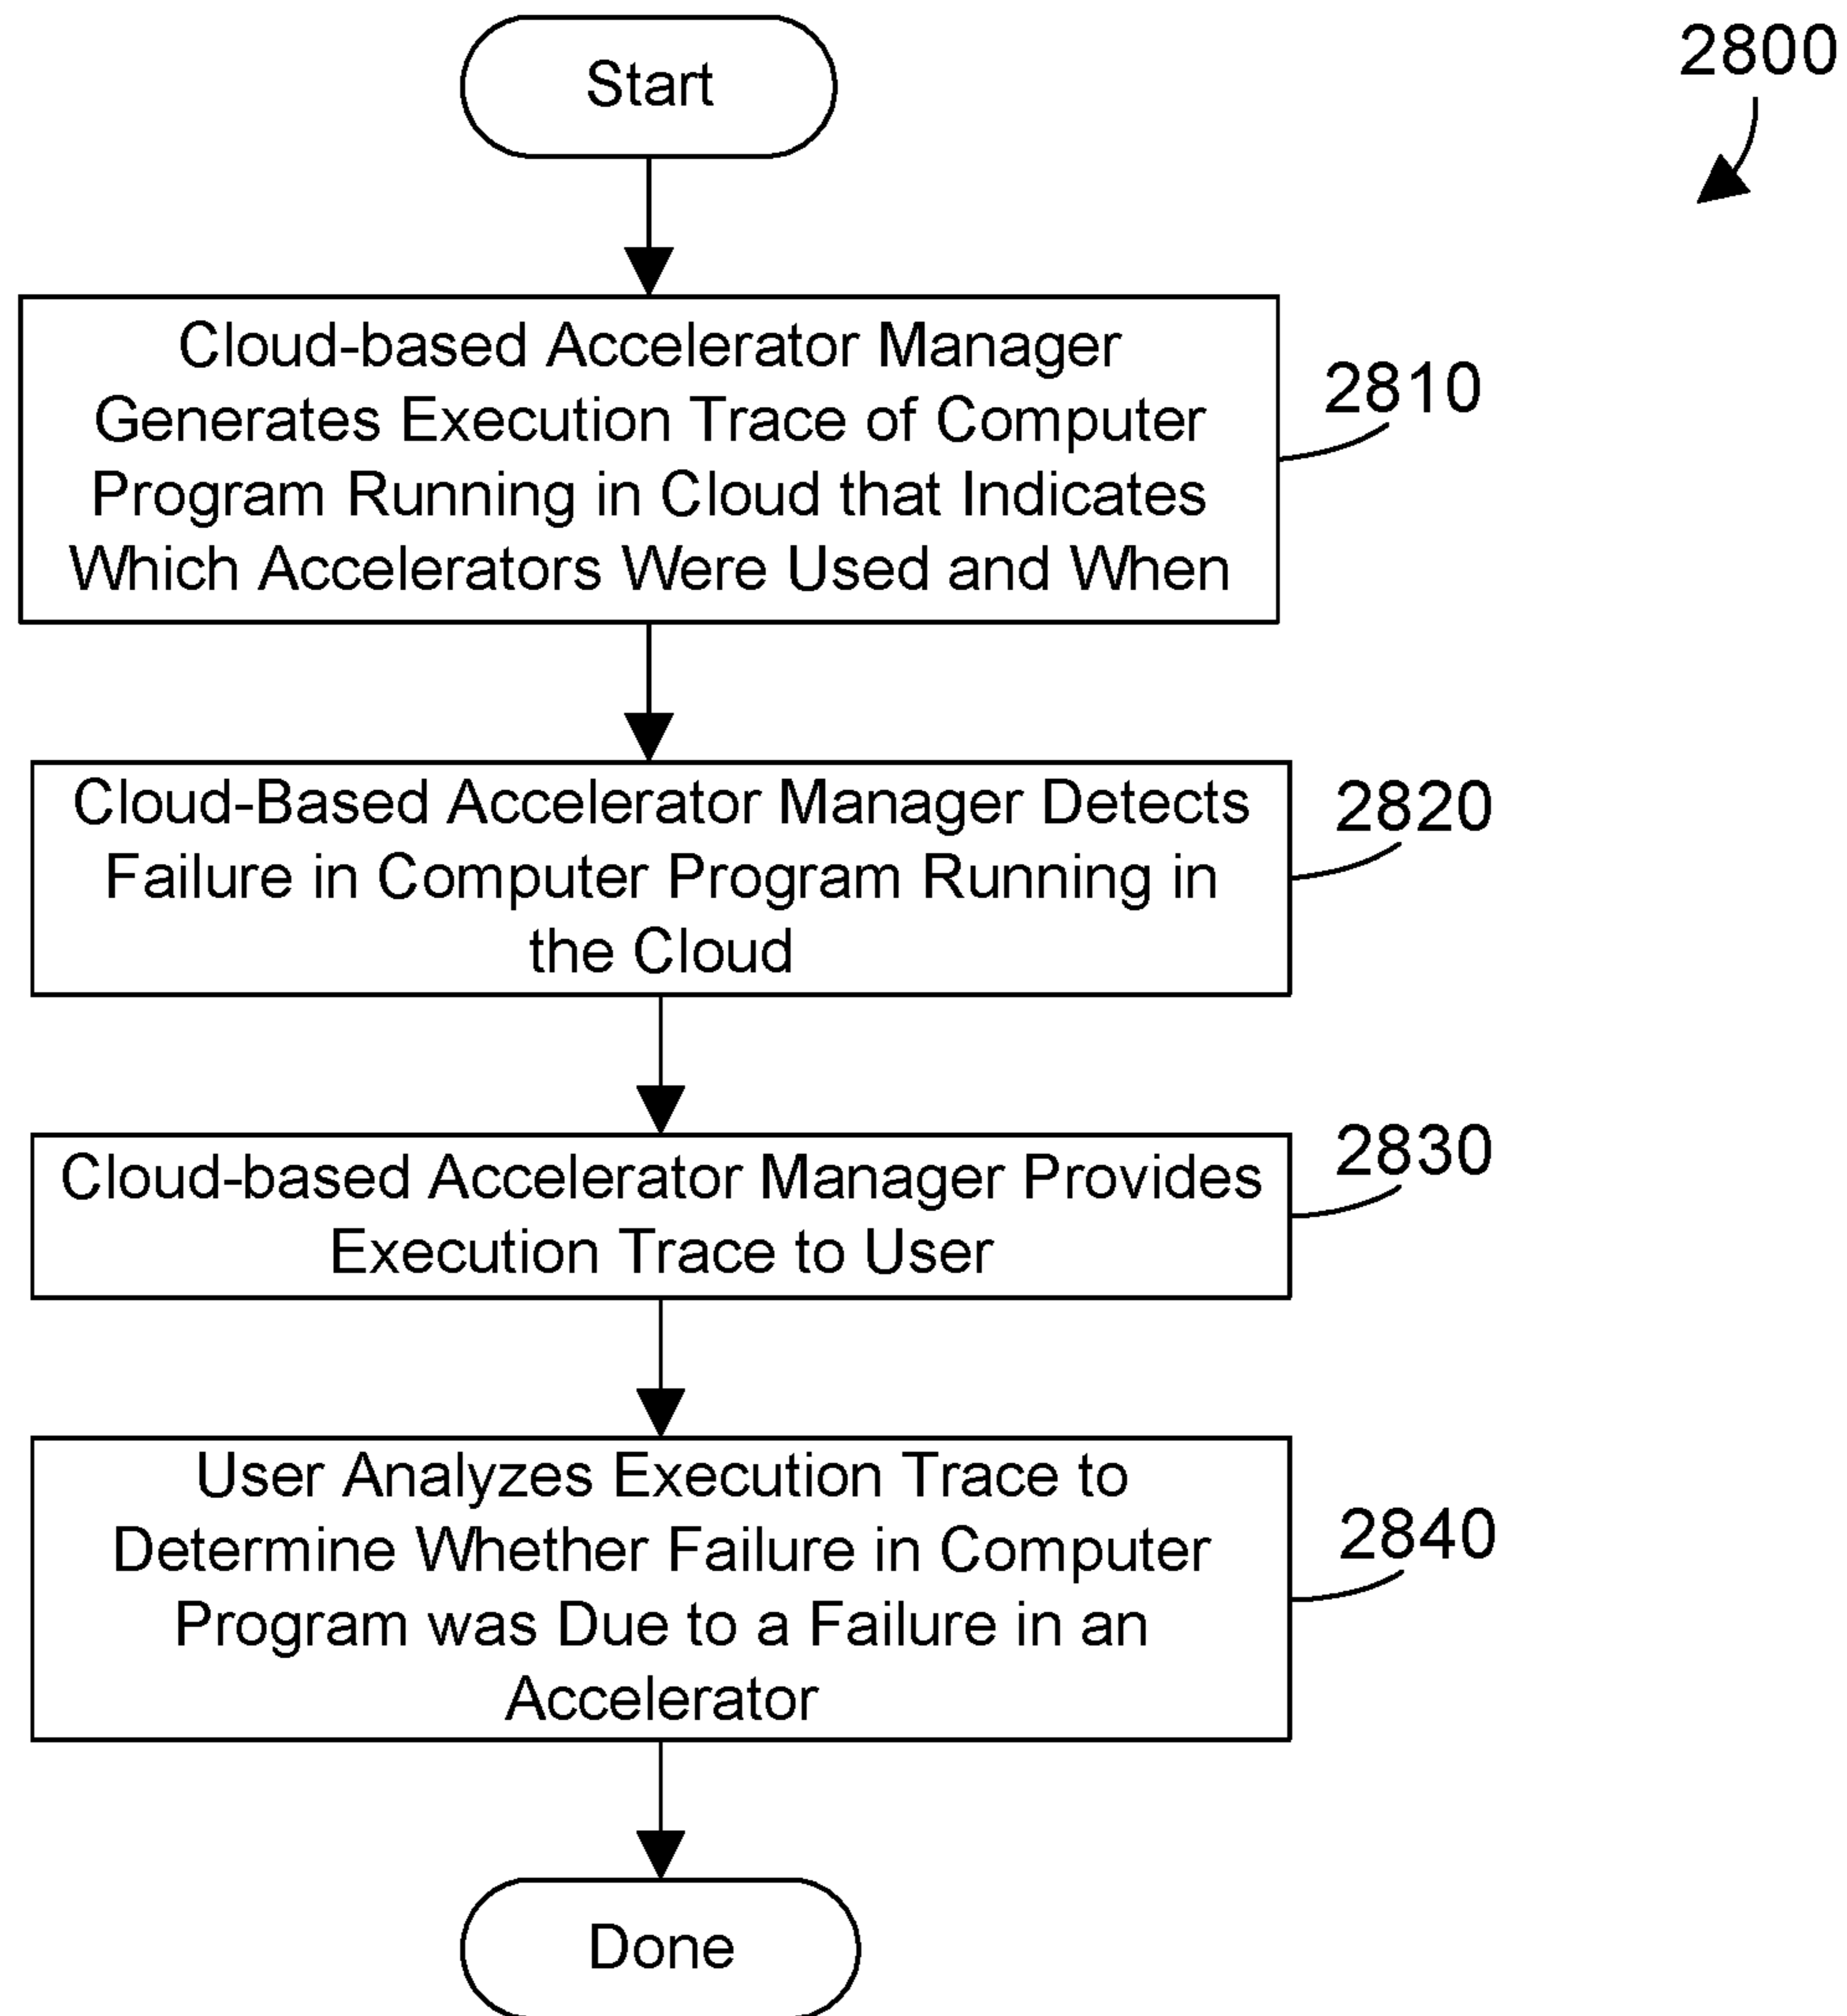 Start
2800
Cloud-based Accelerator Manager
Generates Execution Trace of Computer
Program Running in Cloud that Indicates
Which Accelerators Were Used and When
2810
Cloud-Based Accelerator Manager Detects
Failure in Computer Program Running in
the Cloud
2820
Cloud-based Accelerator Manager Provides
Execution Trace to User
2830
User Analyzes Execution Trace to
Determine Whether Failure in Computer
Program was Due to a Failure in an
Accelerator
2840
Done